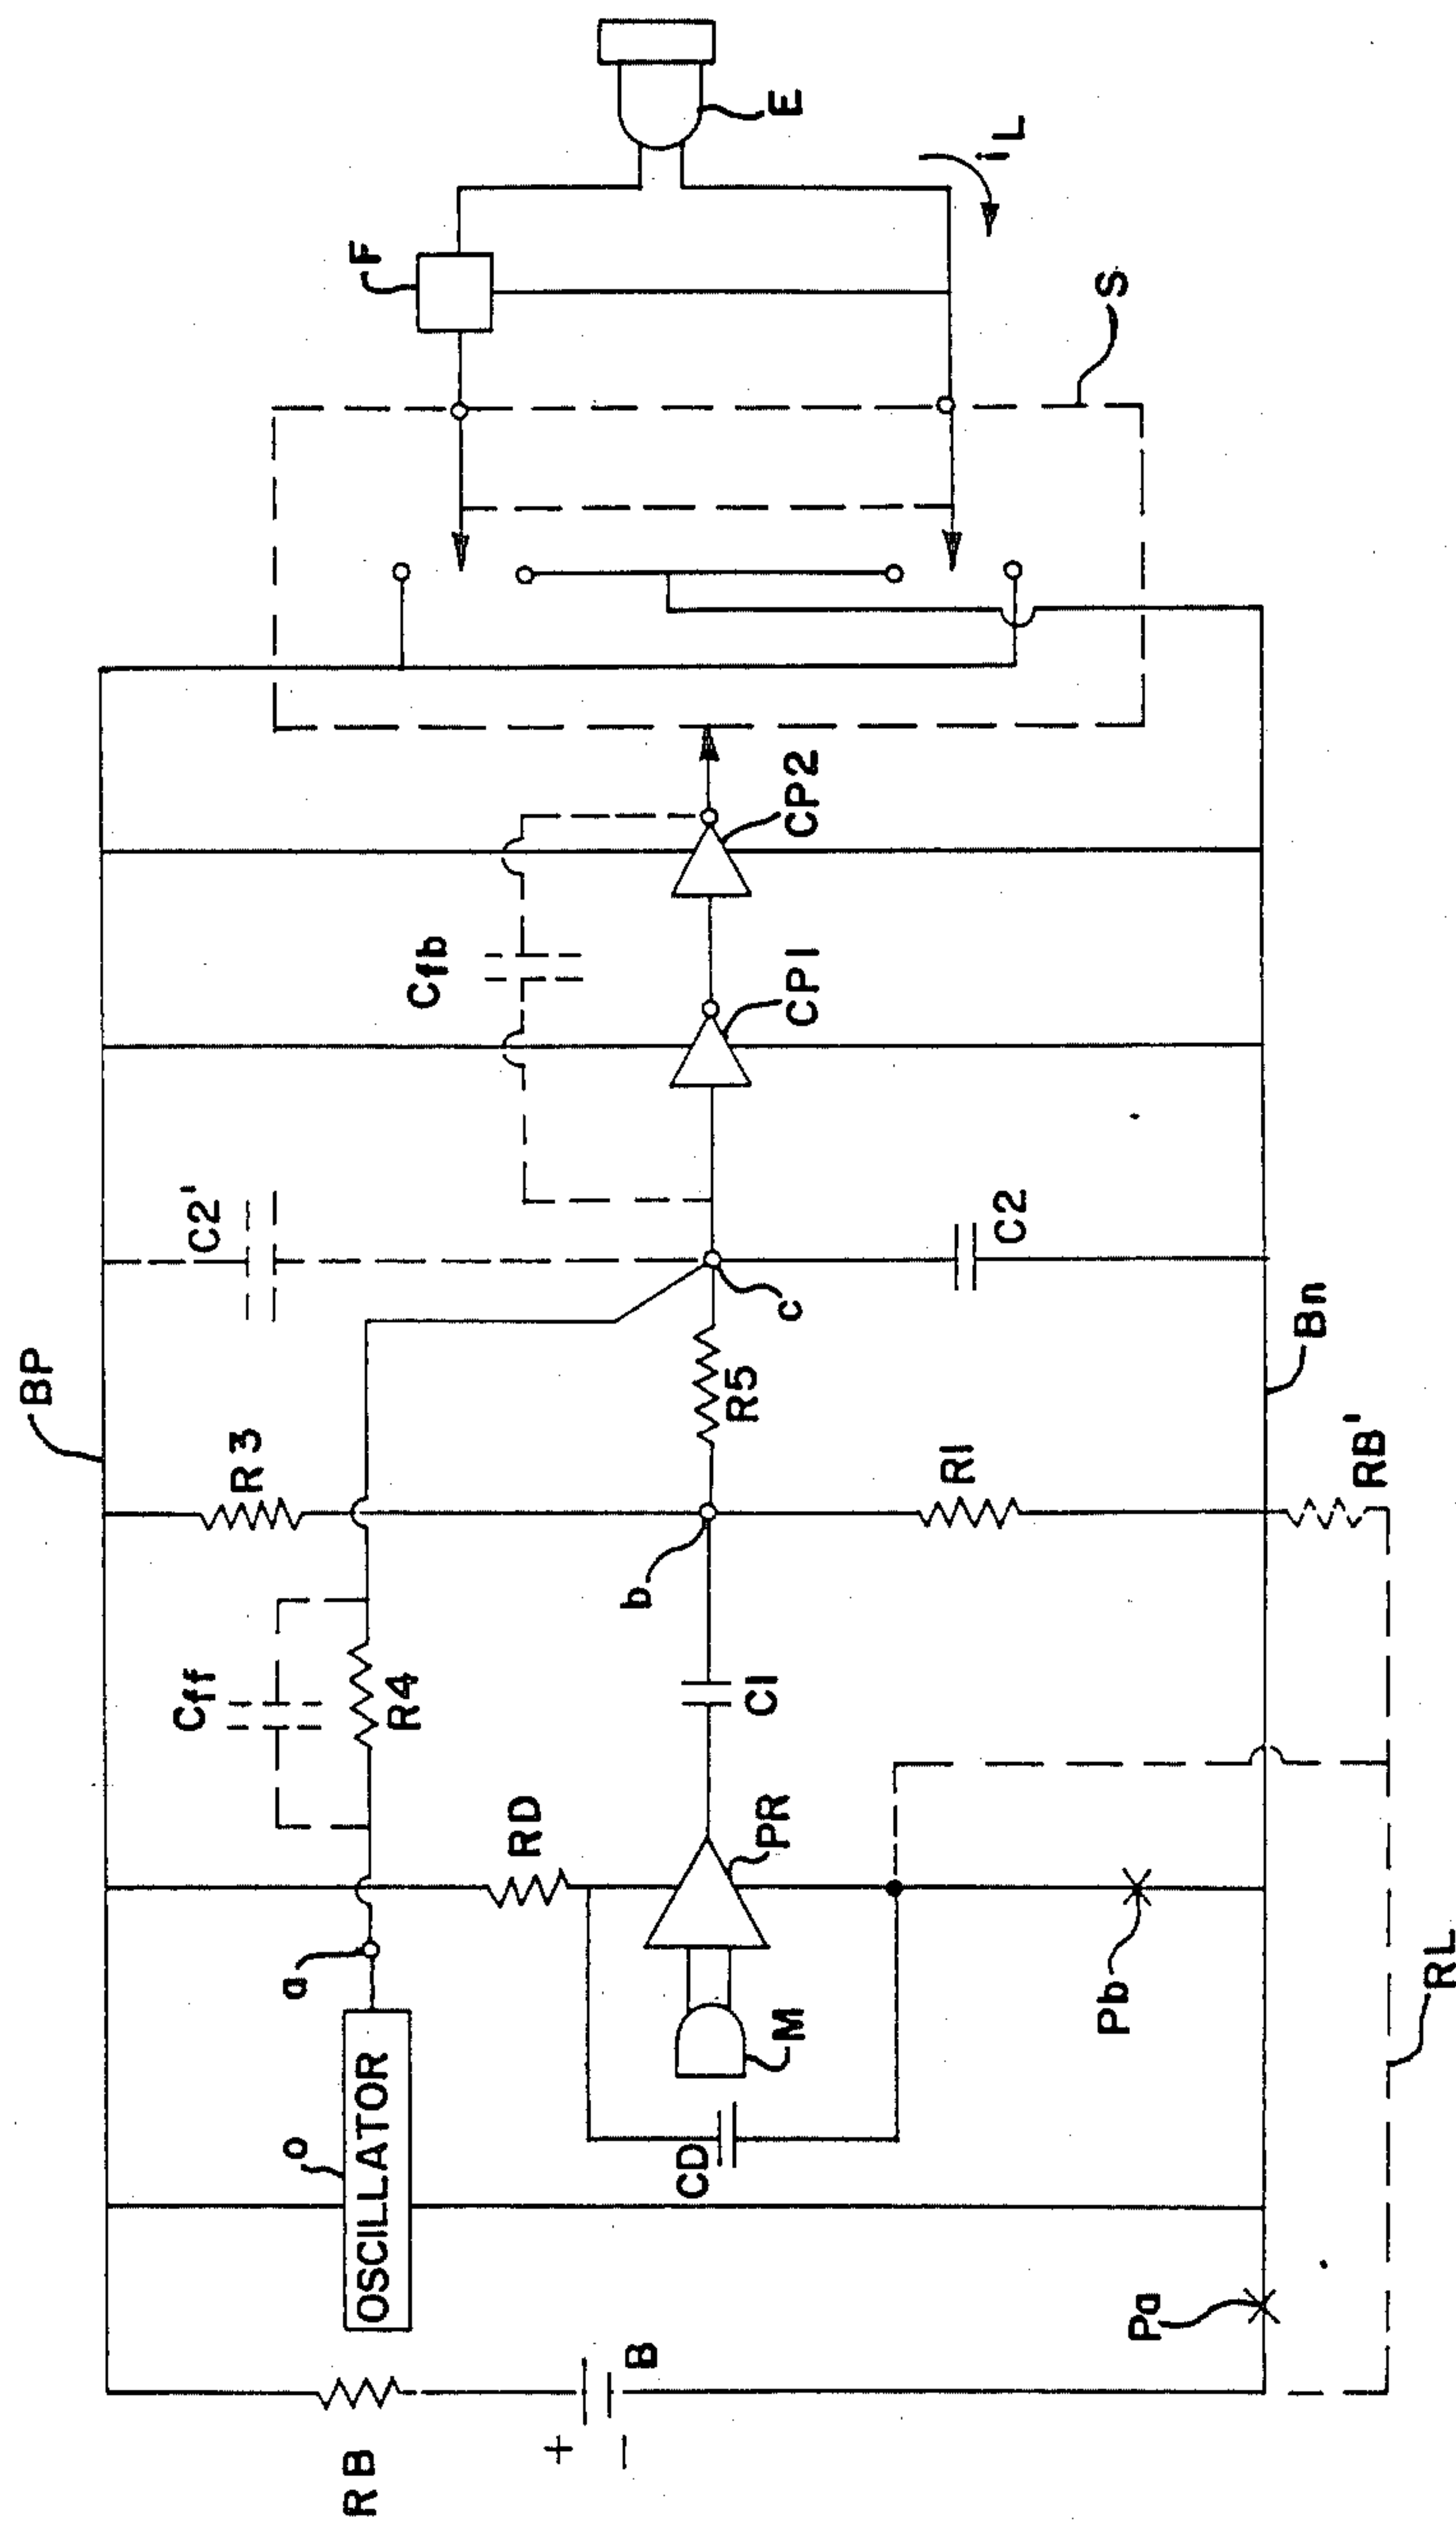 RB
+
−
B
OSCILLATOR
o
a
CD
M
PR
RD
Cff
R4
C1
b
R3
R5
R1
RB'
BP
Bn
C2'
c
C2
Cfb
CP1
CP2
S
F
E
iL
Pa
Pb
RL